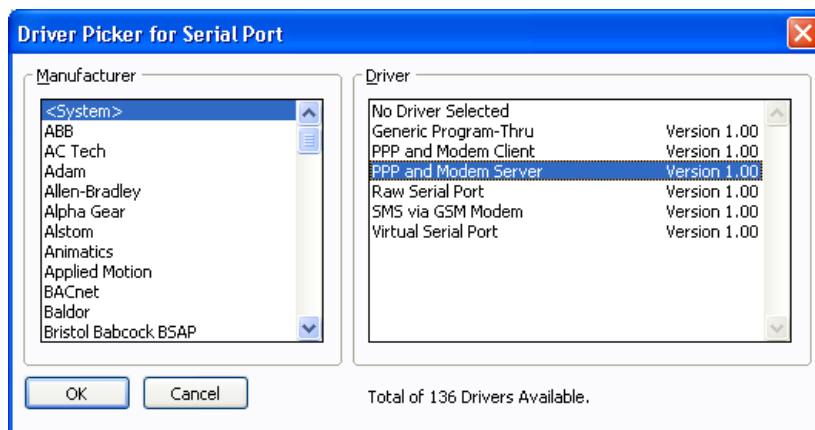 Driver Picker for Serial Port
Manufacturer
<System>
ABB
AC Tech
Adam
Allen-Bradley
Alpha Gear
Alstom
Animatics
Applied Motion
BACnet
Baldor
Bristol Babcock BSAP
Driver
No Driver Selected
Generic Program-Thru Version 1.00
PPP and Modem Client Version 1.00
PPP and Modem Server Version 1.00
Raw Serial Port Version 1.00
SMS via GSM Modem Version 1.00
Virtual Serial Port Version 1.00
OK Cancel Total of 136 Drivers Available.